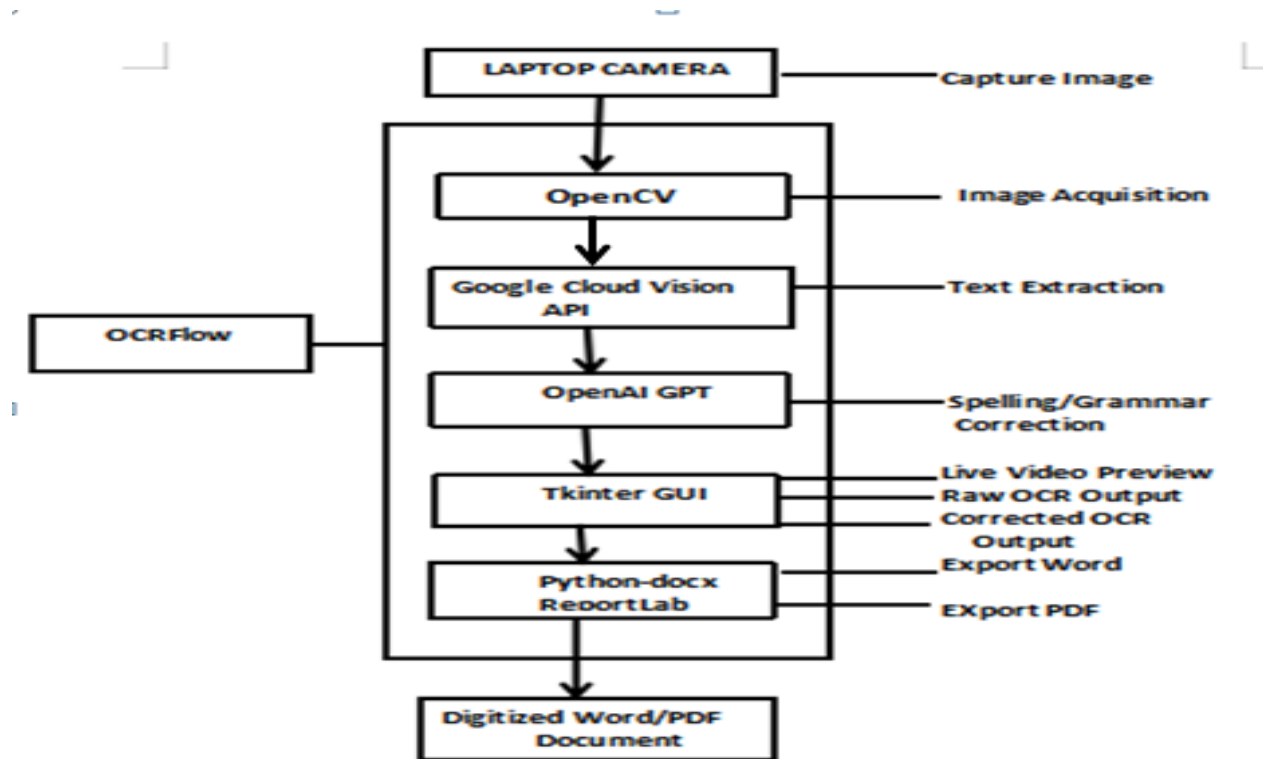 LAPTOP CAMERA
Capture Image
OpenCV
Image Acquisition
Google Cloud Vision
API
Text Extraction
OCRFlow
OpenAI GPT
Spelling/Grammar
Correction
Tkinter GUI
Live Video Preview
Raw OCR Output
Corrected OCR
Output
Python-docx
ReportLab
Export Word
EXport PDF
Digitized Word/PDF
Document